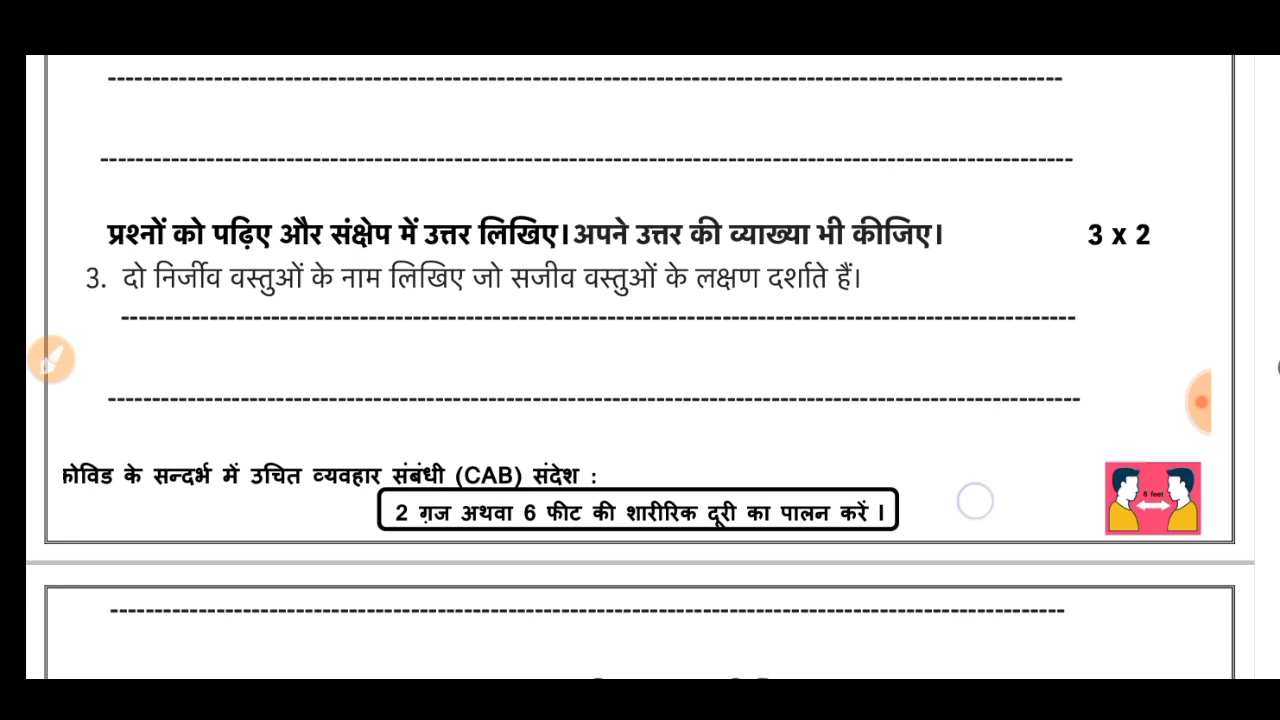 प्रश्नों को पढ़िए और संक्षेप में उत्तर लिखिए।अपने उत्तर की व्याख्या भी कीजिए। 3 x 2
3. दो निर्जीव वस्तुओं के नाम लिखिए जो सजीव वस्तुओं के लक्षण दर्शाते हैं।
कोविड के सन्दर्भ में उचित व्यवहार संबंधी (CAB) संदेश :
2 ग़ज अथवा 6 फीट की शारीरिक दूरी का पालन करें ।
6 feet